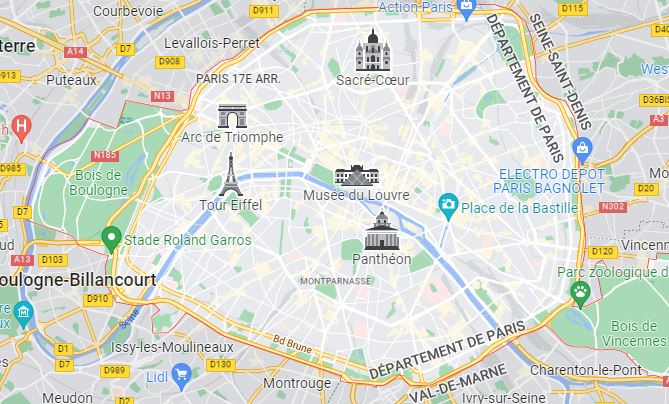 Courbevoie
D911
Action Paris
A14
D7
Levallois-Perret
SEINE-SAINT-DENIS
D908
DÉPARTEMENT DE PARIS
D913
Puteaux
PARIS 17E ARR.
Sacré-Cœur
N13
D36B
A3
H
Arc de Triomphe
N185
D985
Bois de
Boulogne
ELECTRO DEPOT
PARIS BAGNOLET
Musée du Louvre
Tour Eiffel
Place de la Bastille
N302
Stade Roland Garros
D120
Vincenn
A13
D103
Panthéon
Parc zoologique d
oulogne-Billancourt
MONTPARNASSE
D910
Seine
Bois de
Vincennes
Bd Brune
DÉPARTEMENT DE PARIS
D1
Issy-les-Moulineaux
D7
D989
D130
Lidl
Charenton-le-Pont
VAL-DE-MARNE
Meudon
Montrouge
Ivry-sur-Seine